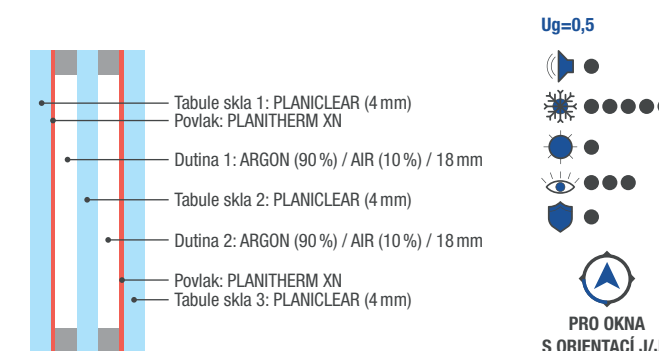 Ug=0,5
Tabule skla 1: PLANICLEAR (4 mm)
Povlak: PLANITHERM XN
Dutina 1: ARGON (90 %) / AIR (10 %) / 18 mm
Tabule skla 2: PLANICLEAR (4 mm)
Dutina 2: ARGON (90 %) / AIR (10 %) / 18 mm
Povlak: PLANITHERM XN
Tabule skla 3: PLANICLEAR (4 mm)
PRO OKNA
S ORIENTACÍ